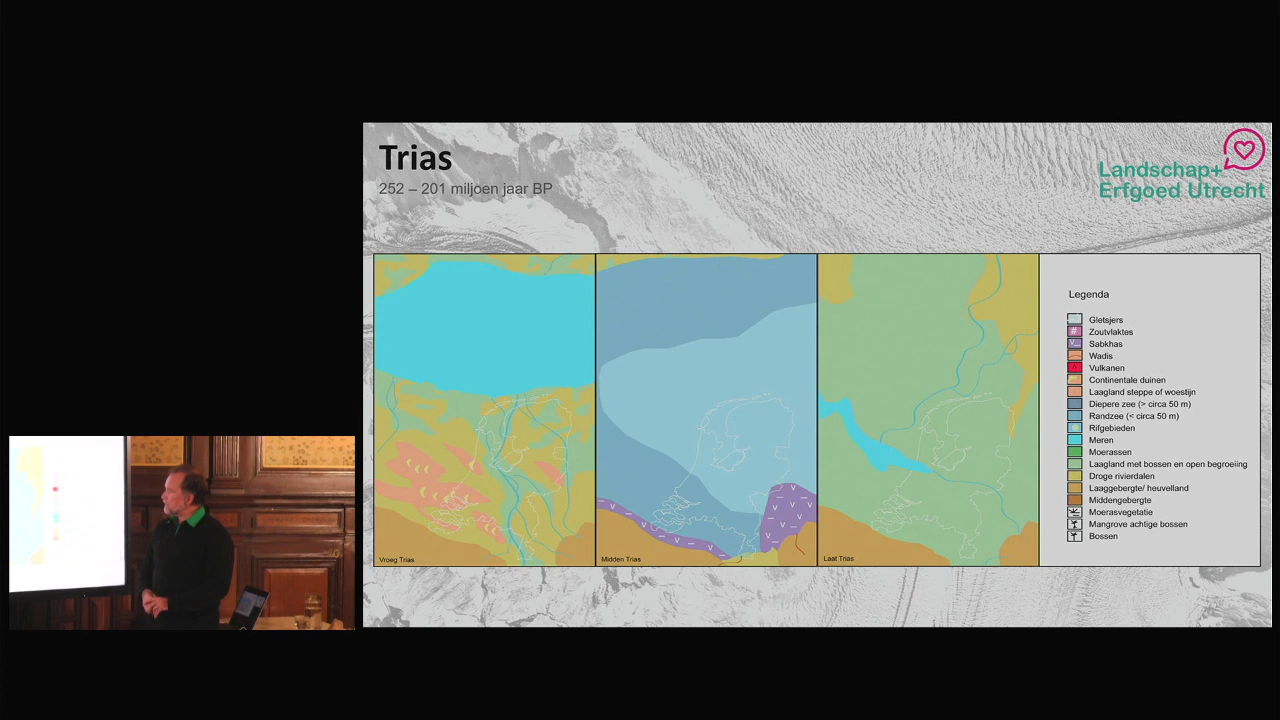 Trias
252 – 201 miljoen jaar BP
Landschap+
Erfgoed Utrecht
Legenda
Gletsjers
Zoutvlaktes
Sabkhas
Wadis
Vulkanen
Continentale duinen
Laagland steppe of woestijn
Diepere zee (> circa 50 m)
Randzee (< circa 50 m)
Rifgebieden
Meren
Moerassen
Laagland met bossen en open begroeiing
Droge rivierdalen
Laaggebergte/ heuvelland
Middengebergte
Moerasvegetatie
Mangrove achtige bossen
Bossen
Vroeg Trias
Midden Trias
Laat Trias